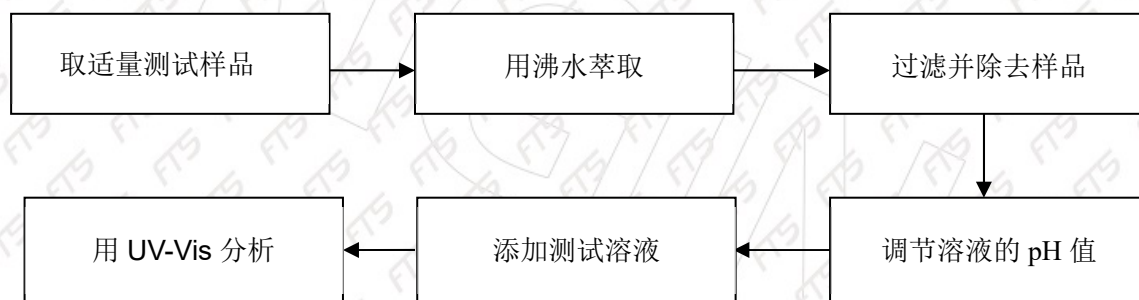 取适量测试样品
用沸水萃取
过滤并除去样品
调节溶液的 pH 值
添加测试溶液
用 UV-Vis 分析